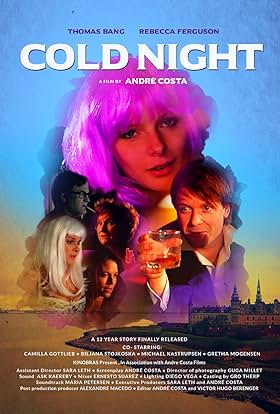 THOMAS BANG REBECCA FERGUSON
COLD NIGHT
A FILM BY ANDRÉ COSTA
A 12 YEAR STORY FINALLY RELEASED
CO- STARRING
CAMILLA GOTTLIEB • BILJANA STOJKOSKA • MICHAEL KASTRUPSEN • GRETHA MOGENSEN
KINOBRAS Present . In Association with Andre Costa Films
Assistant Director SARA LETH • Screenplay ANDRÉ COSTA • Director of photography GUGA MILLET
Sound ASK KAEREBY • Mixer ERNESTO SUAREZ • Lighting DIEGO VEGA • Casting by GRO THERP
Soundtrack MARIA PETERSEN • Executive Producers SARA LETH and ANDRE COSTA
Post production producer ALEXANDRE MACEDO • Editor ANDRÉ COSTA and VICTOR HUGO BERENGER